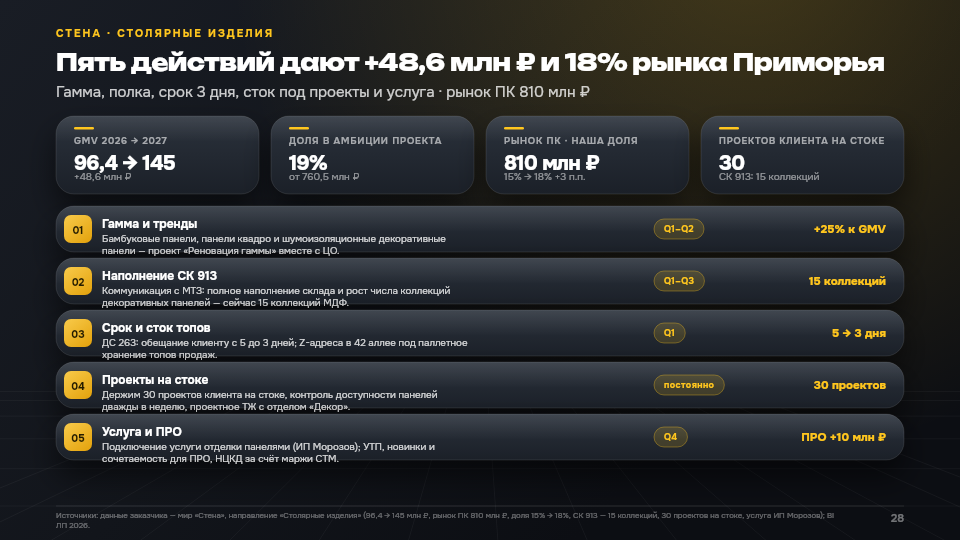 СТЕНА · СТОЛЯРНЫЕ ИЗДЕЛИЯ
Пять действий дают +48,6 млн ₽ и 18% рынка Приморья
Гамма, полка, срок 3 дня, сток под проекты и услуга · рынок ПК 810 млн ₽
GMV 2026 → 2027
96,4 → 145
+48,6 млн ₽
ДОЛЯ В АМБИЦИИ ПРОЕКТА
19%
от 760,5 млн ₽
РЫНОК ПК · НАША ДОЛЯ
810 млн ₽
15% → 18% +3 п.п.
ПРОЕКТОВ КЛИЕНТА НА СТОКЕ
30
СК 913: 15 коллекций
01
Гамма и тренды
Бамбуковые панели, панели квадро и шумоизоляционные декоративные
панели — проект «Реновация гаммы» вместе с ЦО.
Q1–Q2
+25% к GMV
02
Наполнение СК 913
Коммуникация с МТЗ: полное наполнение склада и рост числа коллекций
декоративных панелей — сейчас 15 коллекций МДФ.
Q1–Q3
15 коллекций
03
Срок и сток топов
ДС 263: обещание клиенту с 5 до 3 дней; Z-адреса в 42 аллее под паллетное
хранение топов продаж.
Q1
5 → 3 дня
04
Проекты на стоке
Держим 30 проектов клиента на стоке, контроль доступности панелей
дважды в неделю, проектное ТЖ с отделом «Декор».
постоянно
30 проектов
05
Услуга и ПРО
Подключение услуги отделки панелями (ИП Морозов); УТП, новинки и
сочетаемость для ПРО, НЦКД за счёт маржи СТМ.
Q4
ПРО +10 млн ₽
Источники: данные заказчика — мир «Стена», направление «Столярные изделия» (96,4 → 145 млн ₽, рынок ПК 810 млн ₽, доля 15% → 18%, СК 913 — 15 коллекций, 30 проектов на стоке, услуга ИП Морозов); BI
ЛП 2026.
28